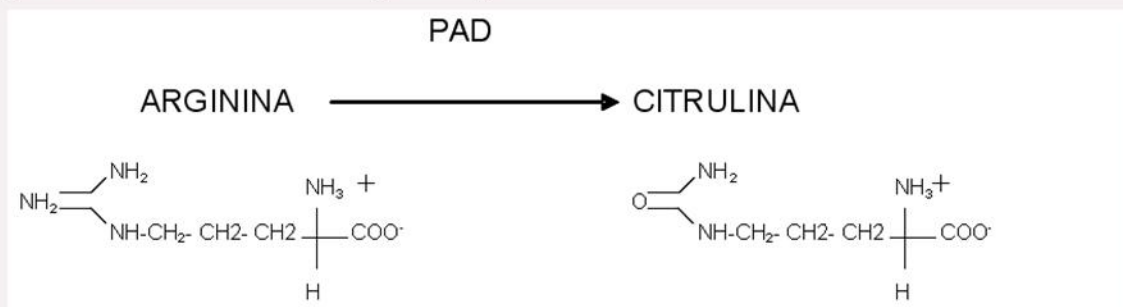 PAD
ARGININA CITRULINA
NH₂ NH₂
NH₃ + NH₃+
NH₂ O
NH-CH₂- CH2- CH2 COO⁻ NH-CH₂- CH2- CH2 COO⁻
H H